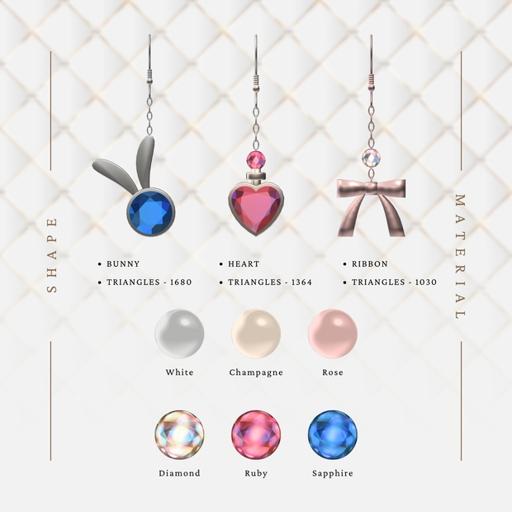 SHAPE
MATERIAL
• BUNNY
• TRIANGLES - 1680
• HEART
• TRIANGLES - 1364
• RIBBON
• TRIANGLES - 1030
White
Champagne
Rose
Diamond
Ruby
Sapphire